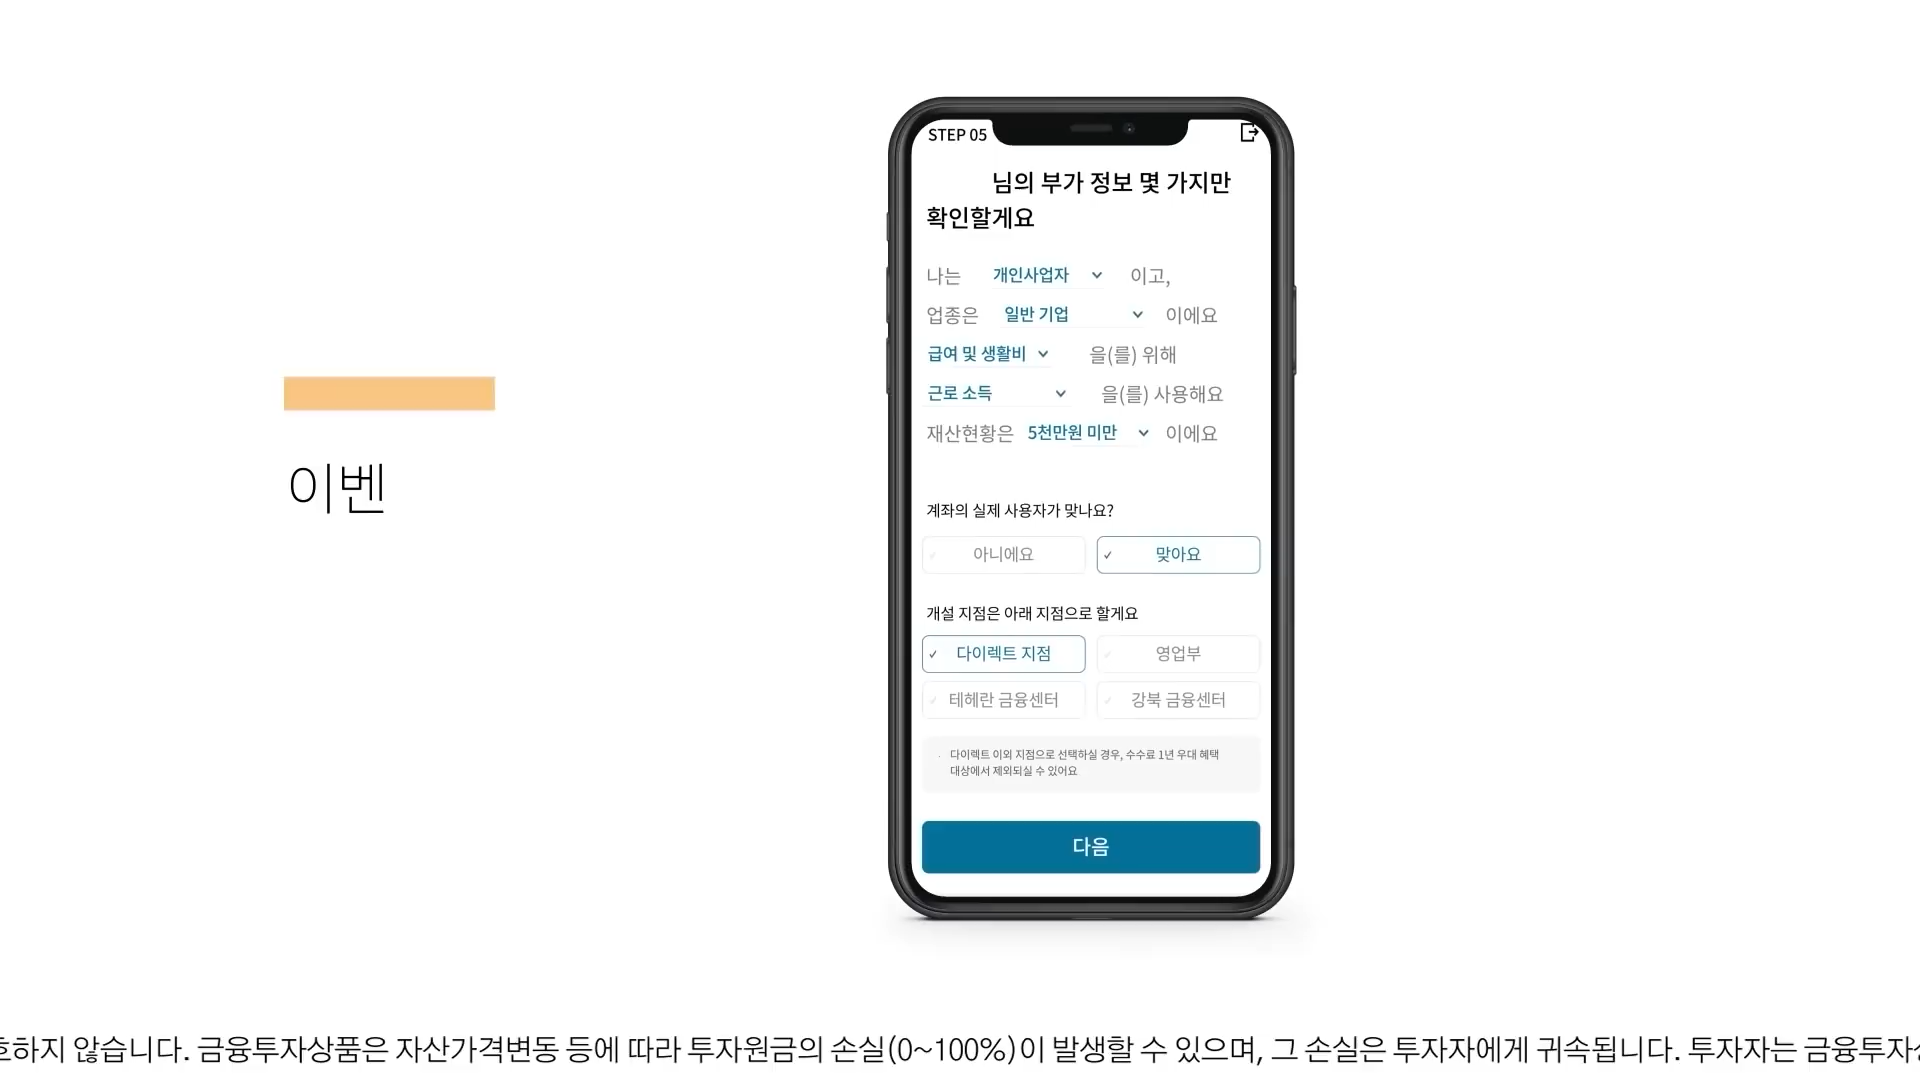 이벤
STEP 05
님의 부가 정보 몇 가지만
확인할게요
나는 개인사업자 이고,
업종은 일반 기업 이에요
급여 및 생활비 을(를) 위해
근로 소득 을(를) 사용해요
재산현황은 5천만원 미만 이에요
계좌의 실제 사용자가 맞나요?
아니에요 맞아요
개설 지점은 아래 지점으로 할게요
다이렉트 지점 영업부
테헤란 금융센터 강북 금융센터
· 다이렉트 이외 지점으로 선택하실 경우, 수수료 1년 우대 혜택
대상에서 제외되실 수 있어요
다음
호하지 않습니다. 금융투자상품은 자산가격변동 등에 따라 투자원금의 손실(0~100%)이 발생할 수 있으며, 그 손실은 투자자에게 귀속됩니다. 투자자는 금융투자